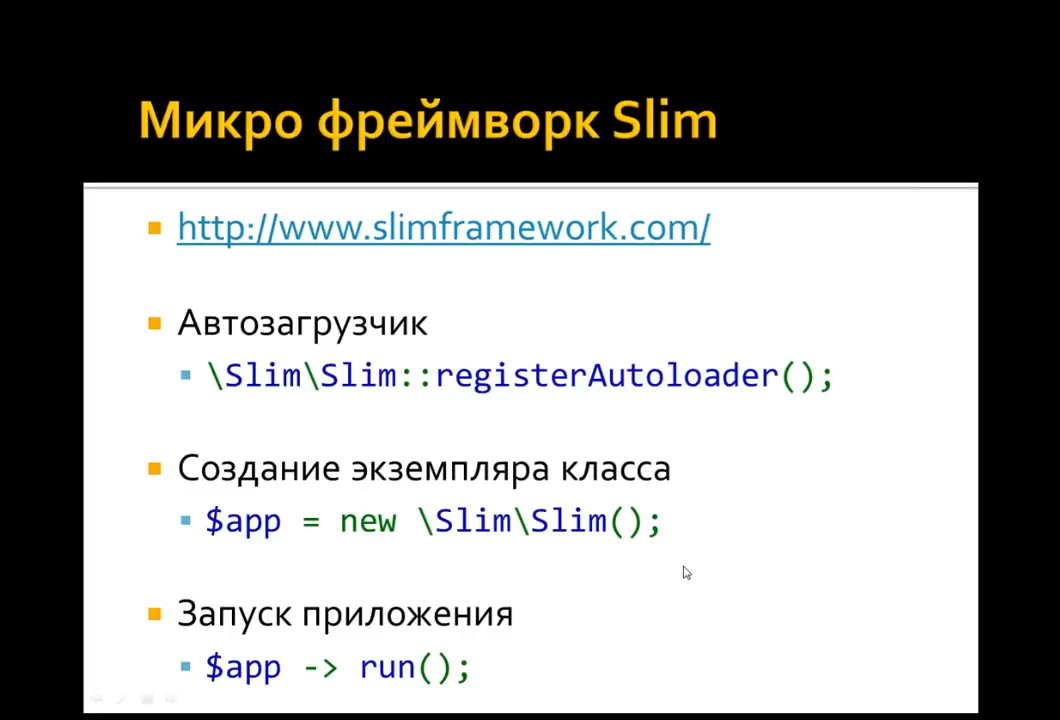 Микро фреймворк Slim
http://www.slimframework.com/
Автозагрузчик
\Slim\Slim::registerAutoloader();
Создание экземпляра класса
$app = new \Slim\Slim();
Запуск приложения
$app -> run();